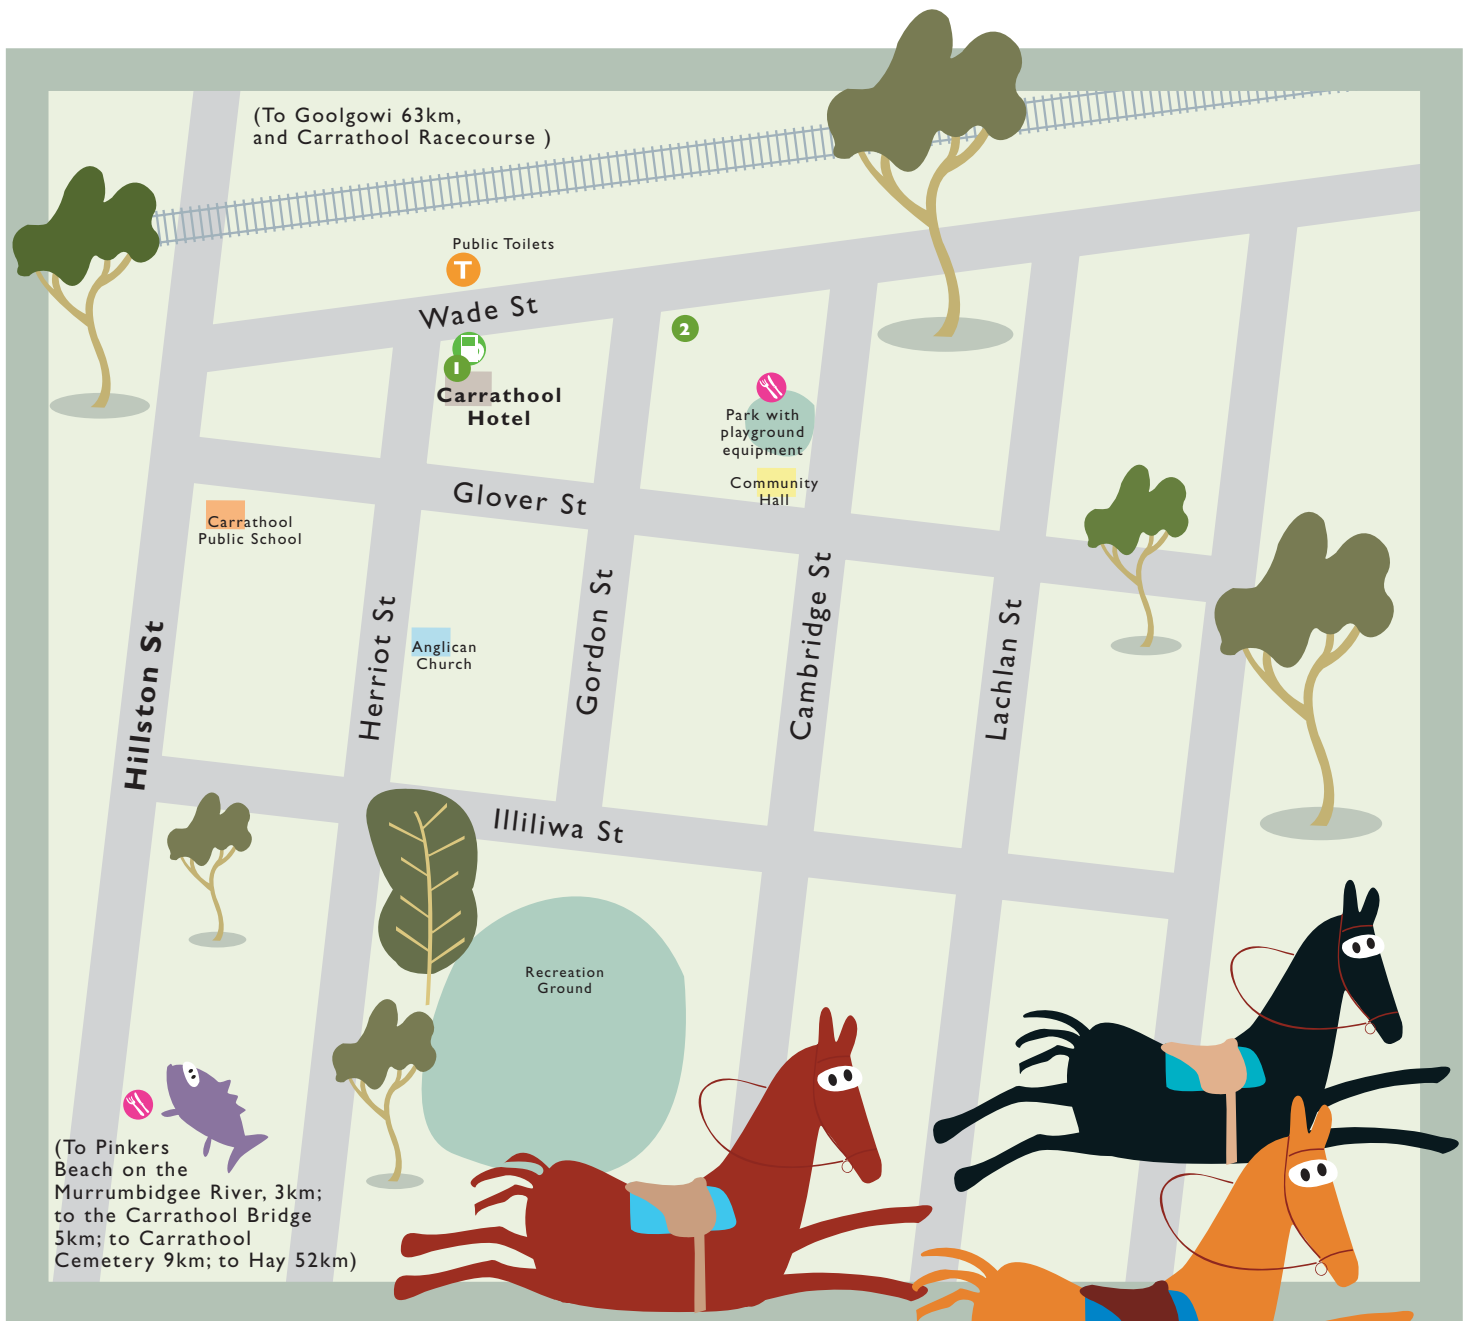 (To Goolgowi 63km,
and Carrathool Racecourse )
Public Toilets
T
Wade St
2
1
Carrathool
Hotel
Park with
playground
equipment
Community
Hall
Glover St
Carrathool
Public School
Hillston St
Herriot St
Gordon St
Cambridge St
Lachlan St
Anglican
Church
Illiliwa St
Recreation
Ground
(To Pinkers
Beach on the
Murrumbidgee River, 3km;
to the Carrathool Bridge
5km; to Carrathool
Cemetery 9km; to Hay 52km)